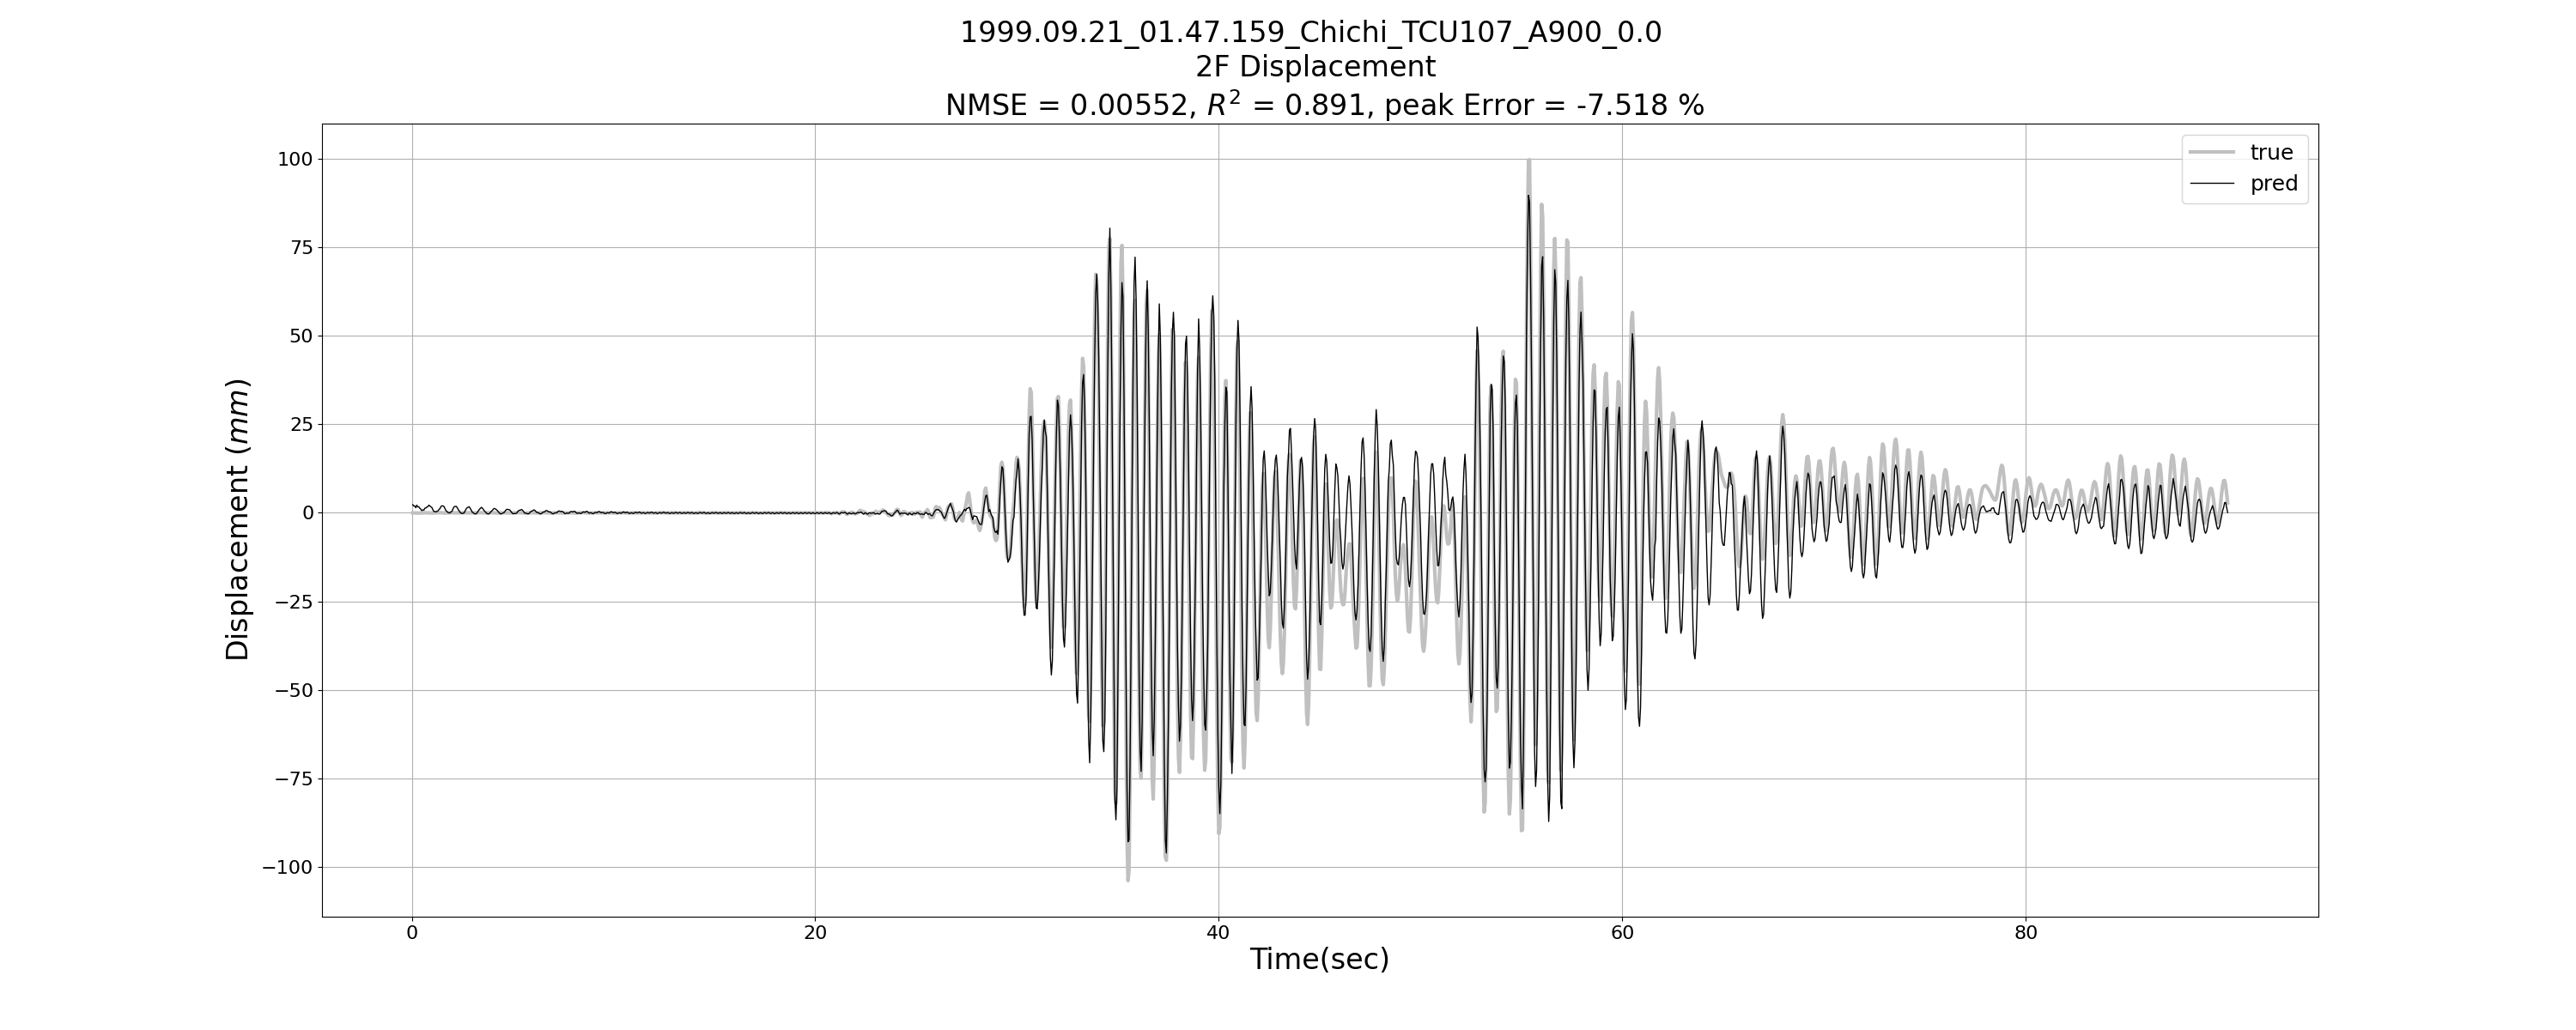 1999.09.21_01.47.159_Chichi_TCU107_A900_0.0
2F Displacement
NMSE = 0.00552, R² = 0.891, peak Error = -7.518 %
true
pred
100
75
50
25
0
−25
−50
−75
−100
Displacement (mm)
0 20 40 60 80
Time(sec)